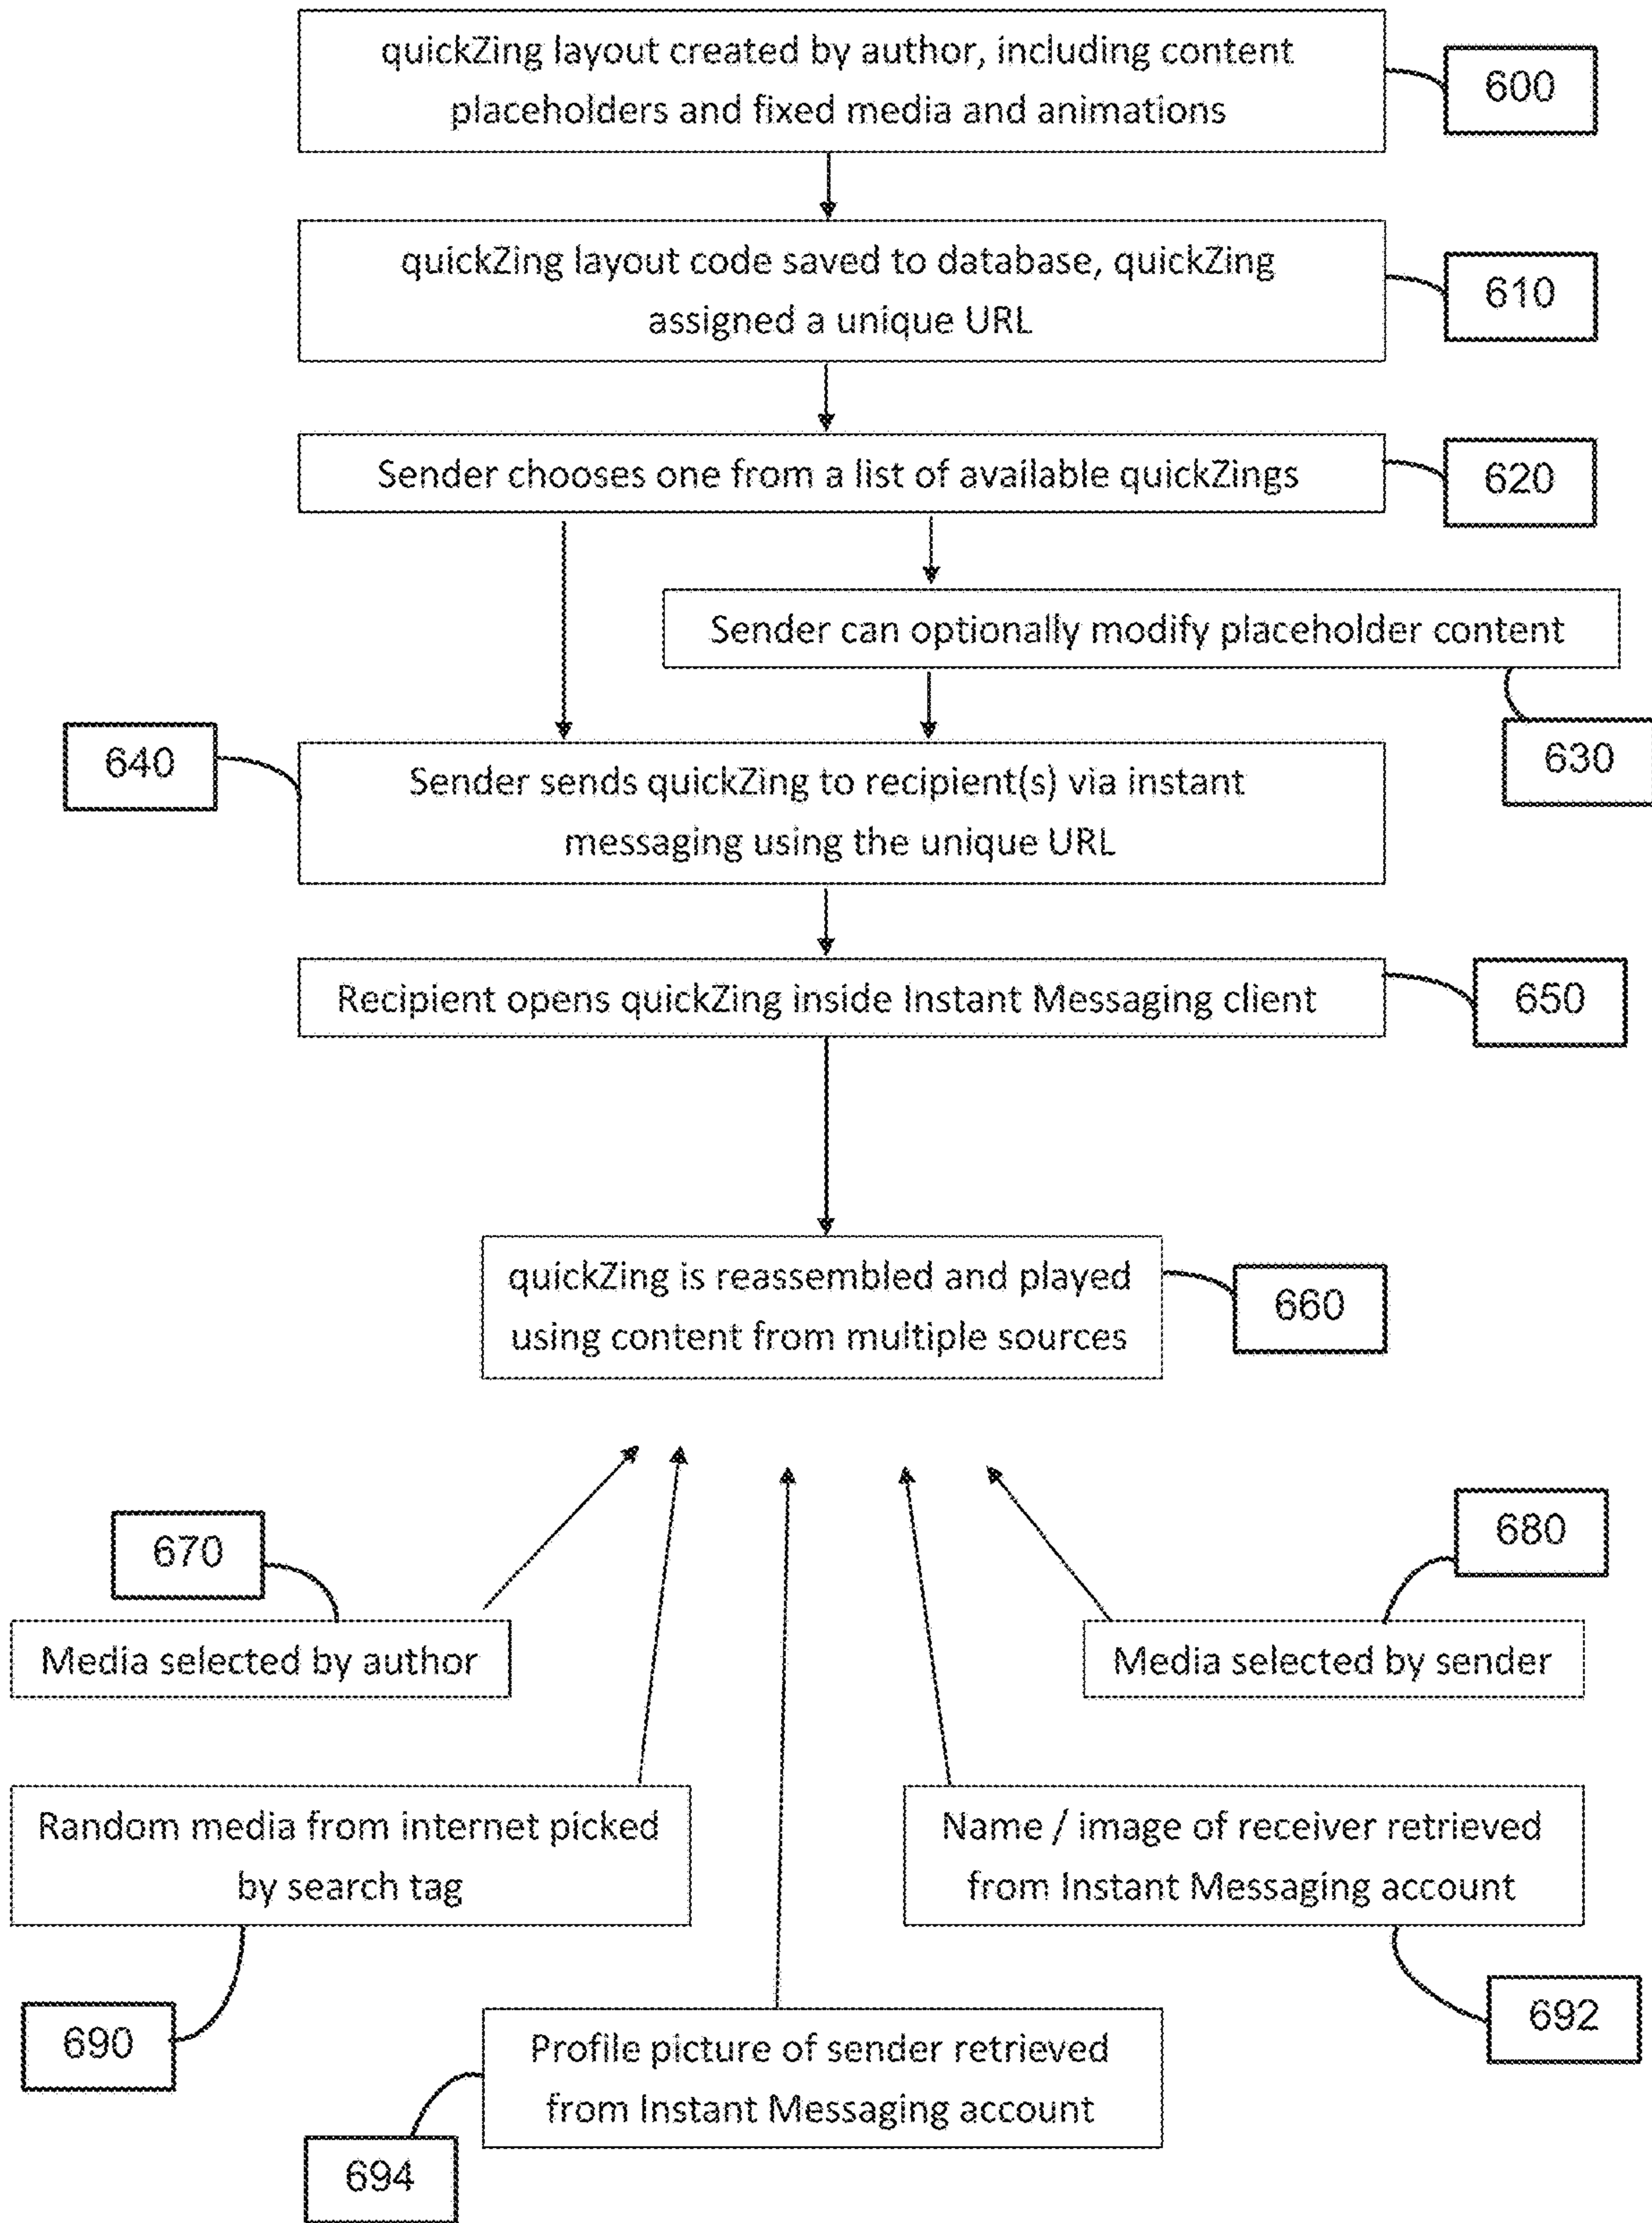 quickZing layout created by author, including content
placeholders and fixed media and animations
600
quickZing layout code saved to database, quickZing
assigned a unique URL
610
Sender chooses one from a list of available quickZings
620
Sender can optionally modify placeholder content
630
640
Sender sends quickZing to recipient(s) via instant
messaging using the unique URL
Recipient opens quickZing inside Instant Messaging client
650
quickZing is reassembled and played
using content from multiple sources
660
670
Media selected by author
680
Media selected by sender
Random media from internet picked
by search tag
690
Name / image of receiver retrieved
from Instant Messaging account
692
Profile picture of sender retrieved
from Instant Messaging account
694